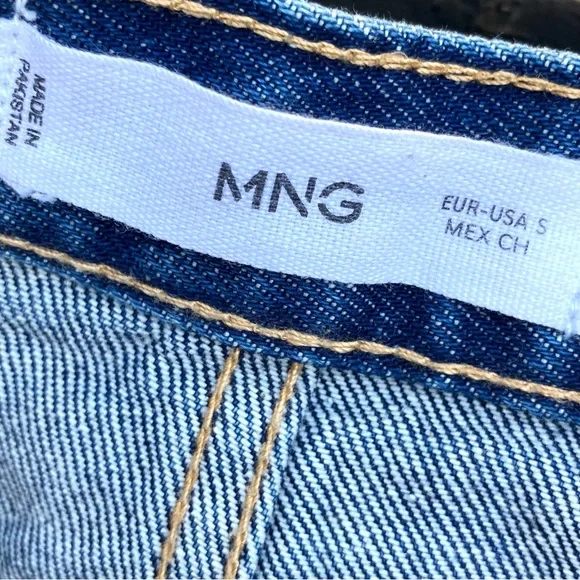 MADE IN
PAKISTAN
MNG
EUR-USA S
MEX CH